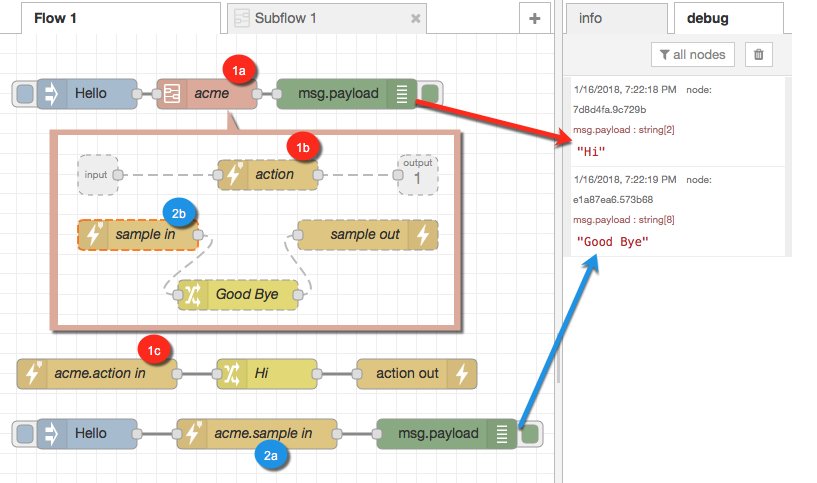 Flow 1
Subflow 1
info
debug
all nodes
1a
Hello
acme
msg.payload
1/16/2018, 7:22:18 PM node:
7d8d4fa.9c729b
msg.payload : string[2]
"Hi"
1b
input
action
output
1
1/16/2018, 7:22:19 PM node:
e1a87ea6.573b68
msg.payload : string[8]
"Good Bye"
2b
sample in
sample out
Good Bye
1c
acme.action in
Hi
action out
Hello
acme.sample in
msg.payload
2a